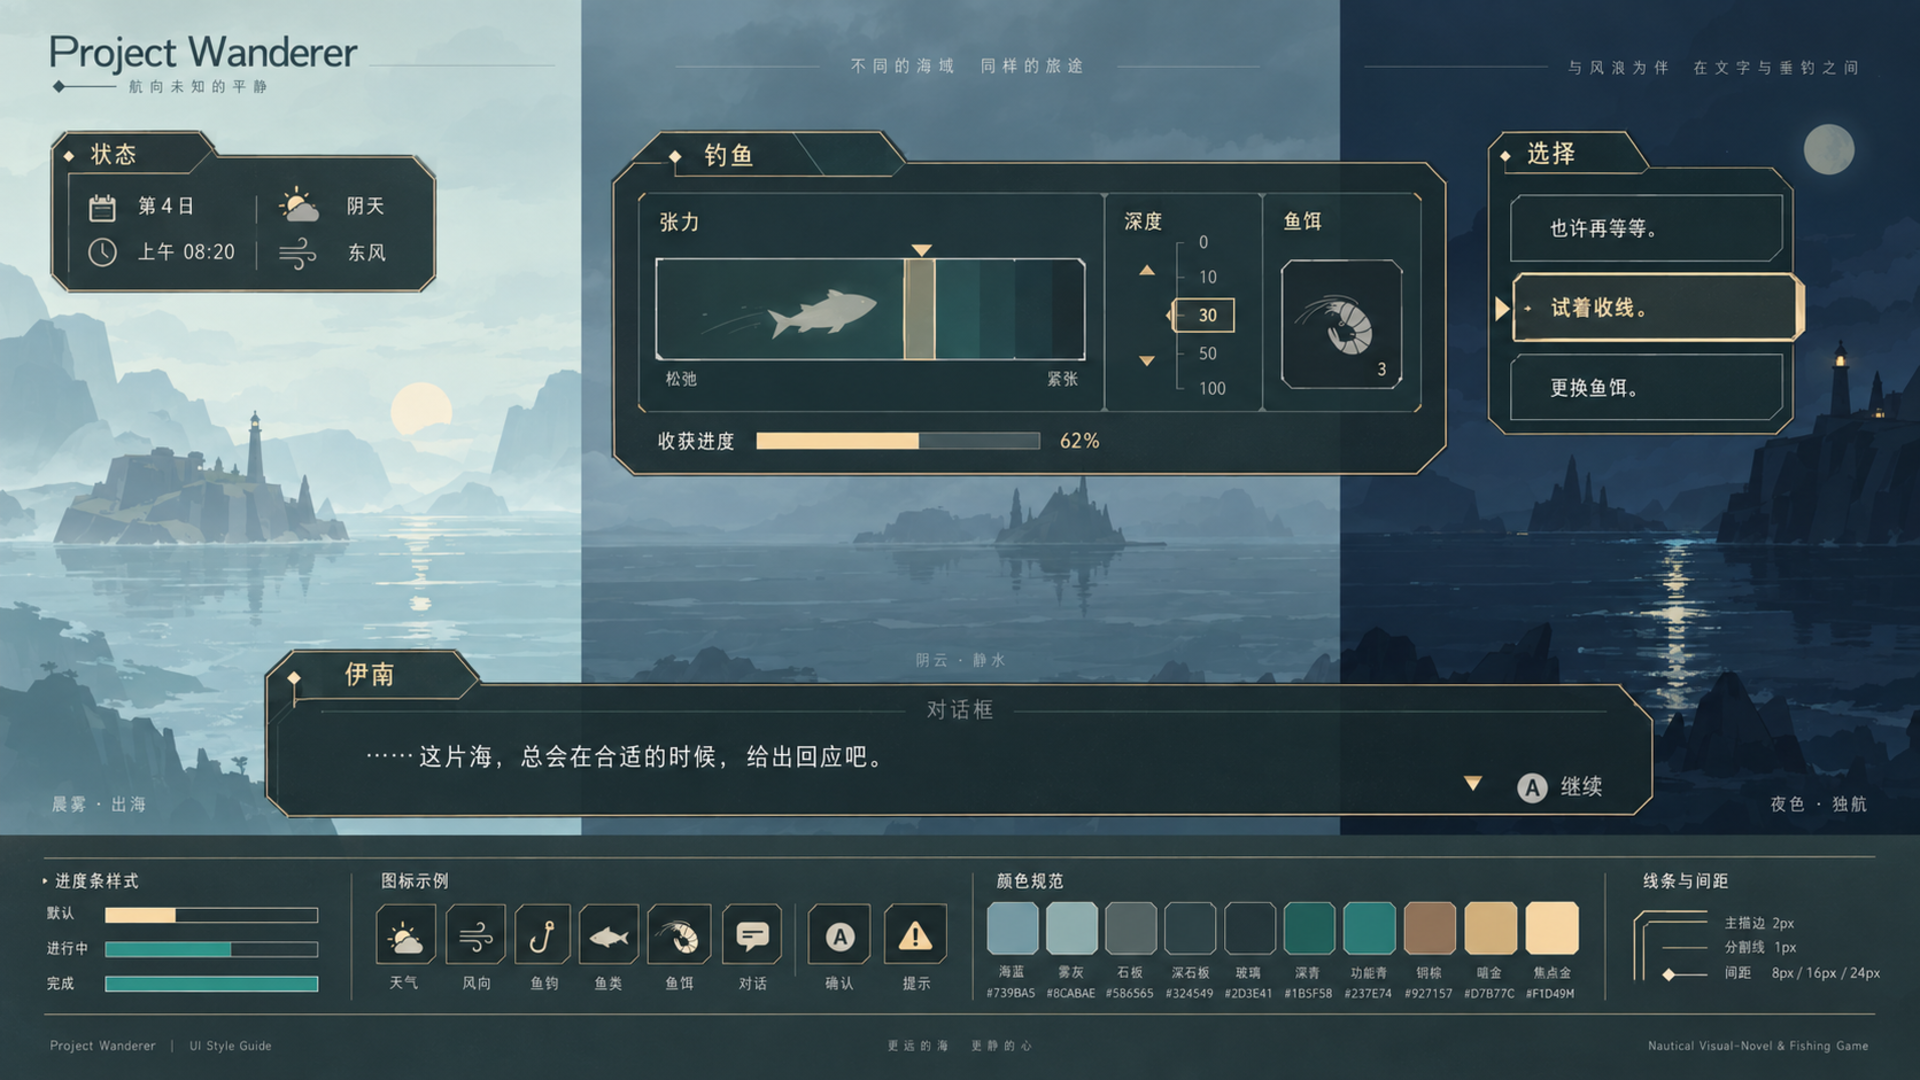 Project Wanderer
航向未知的平静
不同的海域 同样的旅途
与风浪为伴 在文字与垂钓之间
状态
第4日
阴天
上午 08:20
东风
钓鱼
张力
松弛
紧张
深度
0
10
30
50
100
鱼饵
3
收获进度
62%
选择
也许再等等。
试着收线。
更换鱼饵。
阴云 · 静水
伊南
对话框
……这片海，总会在合适的时候，给出回应吧。
A 继续
晨雾 · 出海
夜色 · 独航
进度条样式
默认
进行中
完成
图标示例
天气
风向
鱼钩
鱼类
鱼饵
对话
A
确认
提示
颜色规范
海蓝
#739BA5
雾灰
#8CABAE
石板
#586565
深石板
#324549
玻璃
#2D3E41
深青
#1B5F58
功能青
#237E74
铜棕
#927157
暗金
#D7B77C
焦点金
#F1D49M
线条与间距
主描边 2px
分割线 1px
间距 8px / 16px / 24px
Project Wanderer | UI Style Guide
更远的海 更静的心
Nautical Visual-Novel & Fishing Game